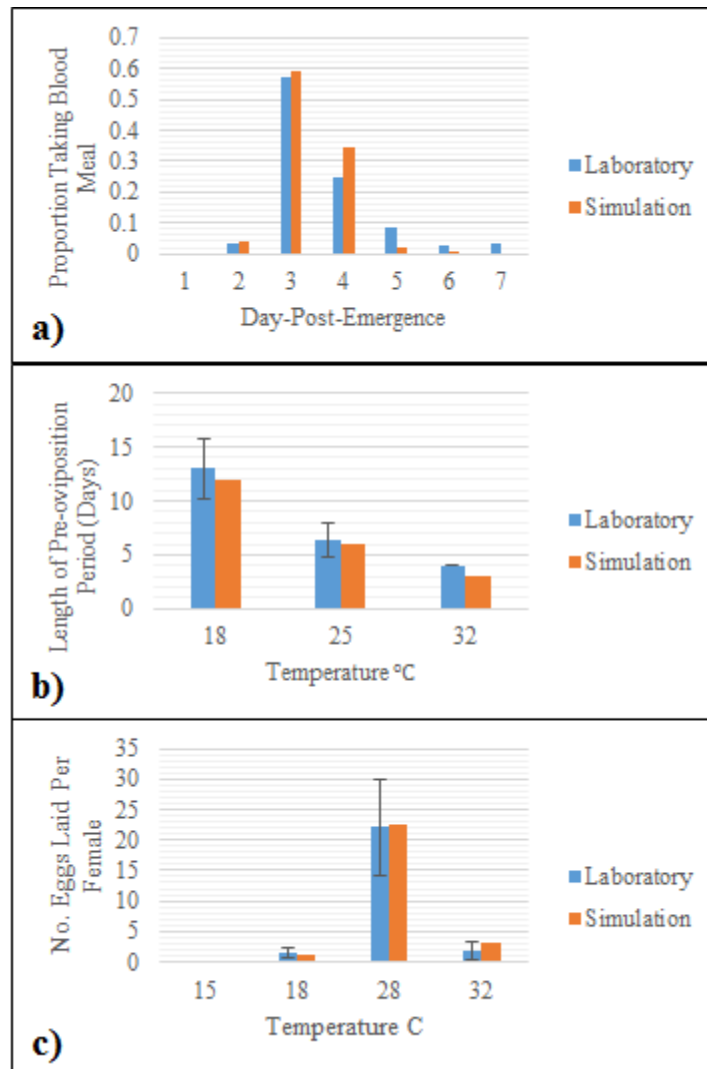 0.7
0.6
0.5
0.4
0.3
0.2
0.1
0
Proportion Taking Blood
Meal
1 2 3 4 5 6 7
Day-Post-Emergence
Laboratory
Simulation
a)
20
15
10
5
0
Length of Pre-oviposition
Period (Days)
18 25 32
Temperature °C
Laboratory
Simulation
b)
35
30
25
20
15
10
5
0
No. Eggs Laid Per
Female
15 18 28 32
Temperature C
Laboratory
Simulation
c)